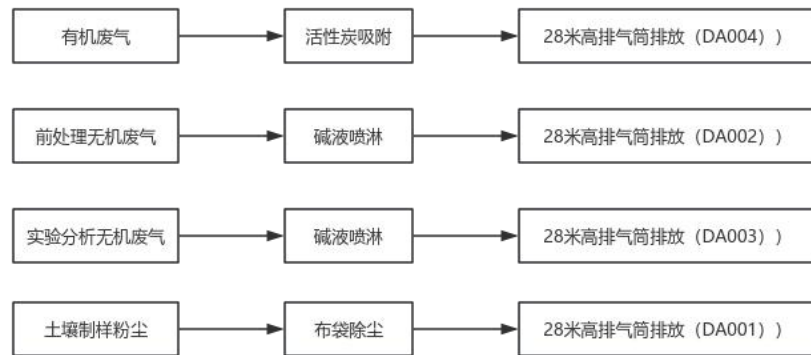 有机废气 活性炭吸附 28米高排气筒排放（DA004））
前处理无机废气 碱液喷淋 28米高排气筒排放（DA002））
实验分析无机废气 碱液喷淋 28米高排气筒排放（DA003））
土壤制样粉尘 布袋除尘 28米高排气筒排放（DA001））